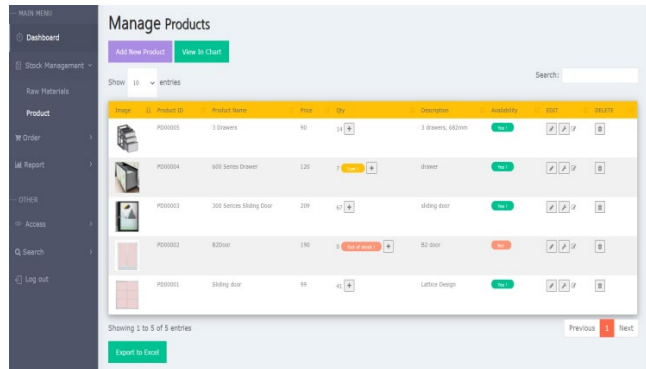 -- MAIN MENU
Dashboard
Stock Management
Raw Materials
Product
Order
Report
-- OTHER
Access
Search
Log out
Manage Products
Add New Product View In Chart
Show 10 entries Search:
Image Product ID Product Name Price Qty Description Availability EDIT DELETE
PD00005 3 Drawers 90 14 + 3 drawers, 682mm Yes !
PD00004 600 Series Drawer 120 7 Low ! + drawer Yes !
PD00003 300 Serices Sliding Door 209 67 + sliding door Yes !
PD00002 B2Door 190 0 Out of stock ! + B2 door No!
PD00001 Sliding door 99 41 + Lattice Design Yes !
Showing 1 to 5 of 5 entries Previous 1 Next
Export to Excel